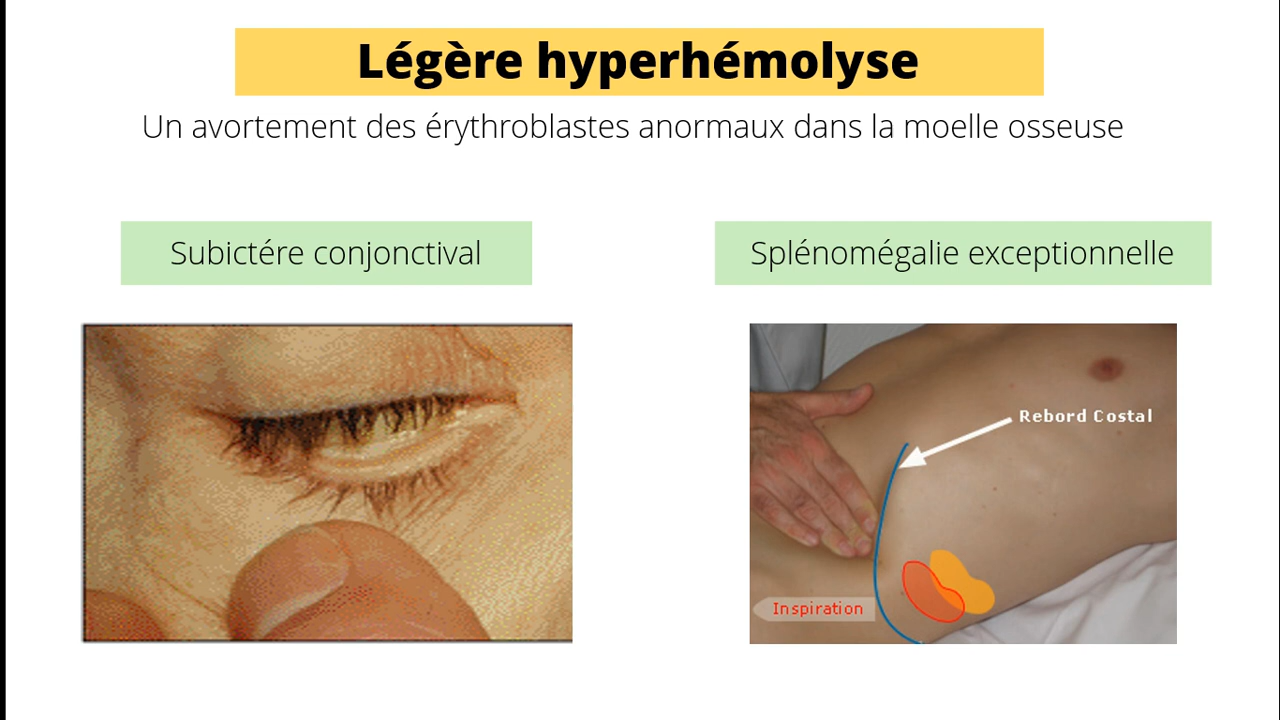 Légère hyperhémolyse
Un avortement des érythroblastes anormaux dans la moelle osseuse
Subictére conjonctival
Splénomégalie exceptionnelle
Rebord Costal
Inspiration